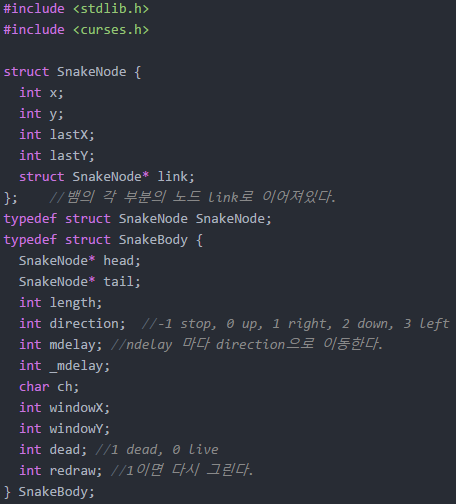 #include <stdlib.h>
#include <curses.h>

struct SnakeNode {
  int x;
  int y;
  int lastX;
  int lastY;
  struct SnakeNode* link;
};    //뱀의 각 부분의 노드 link로 이어져있다.
typedef struct SnakeNode SnakeNode;
typedef struct SnakeBody {
  SnakeNode* head;
  SnakeNode* tail;
  int length;
  int direction;  //-1 stop, 0 up, 1 right, 2 down, 3 left
  int mdelay; //ndelay 마다 direction으로 이동한다.
  int _mdelay;
  char ch;
  int windowX;
  int windowY;
  int dead; //1 dead, 0 live
  int redraw; //1이면 다시 그린다.
} SnakeBody;